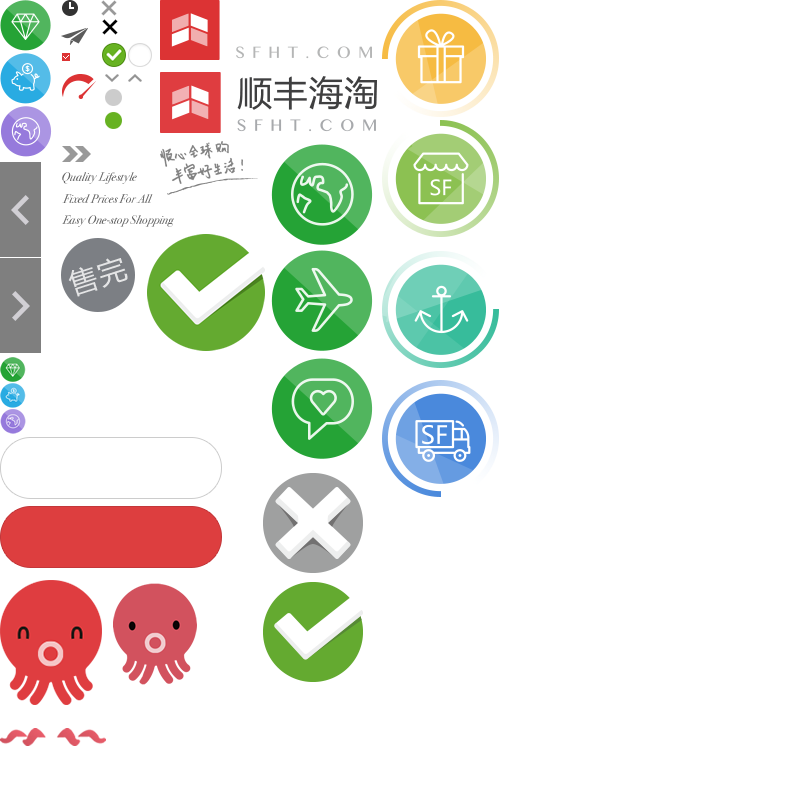 SFHT.COM
顺丰海淘
SFHT.COM
顺心全球购
丰富好生活!
Quality Lifestyle
Fixed Prices For All
Easy One-stop Shopping
SF
售完
SF